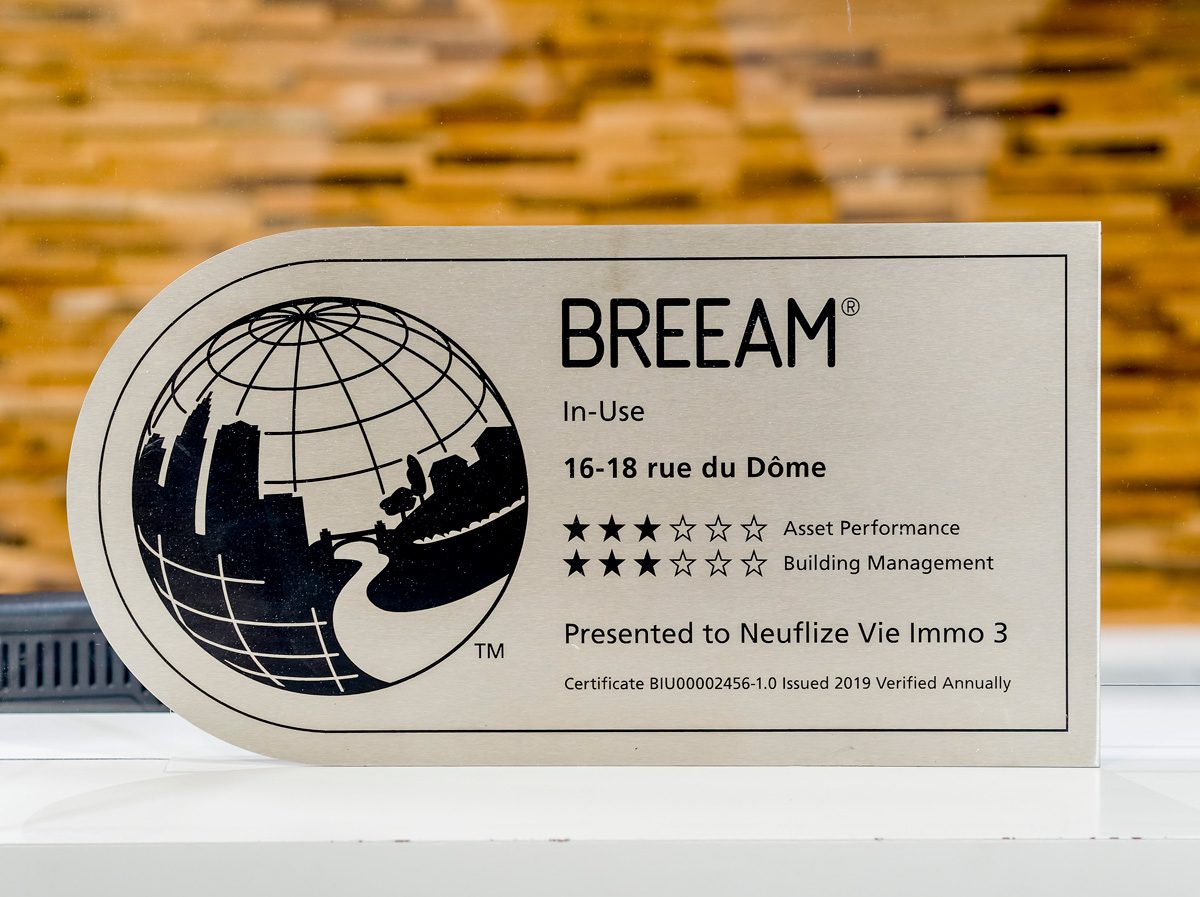 BREEAM®
In-Use
16-18 rue du Dôme
★★★☆☆☆ Asset Performance
★★★☆☆☆ Building Management
Presented to Neuflize Vie Immo 3
Certificate BIU00002456-1.0 Issued 2019 Verified Annually
TM